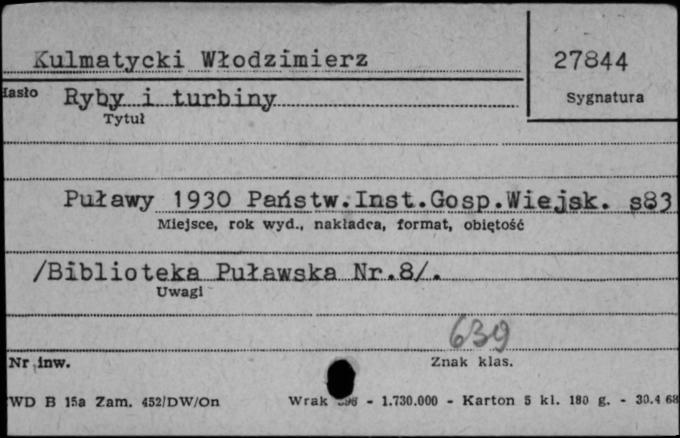 Kulmatycki Włodzimierz
27844
Hasło Ryby i turbiny
Sygnatura
Tytuł
Puławy 1930 Państw.Inst.Gosp.Wiejsk. s83
Miejsce, rok wyd., nakładca, format, objętość
/Biblioteka Puławska Nr.8/.
Uwagi
639
Nr inw.
Znak klas.
WD B 15a Zam. 452/DW/On
Wrak - 1.730.000 - Karton 5 kl. 180 g. - 30.4 68